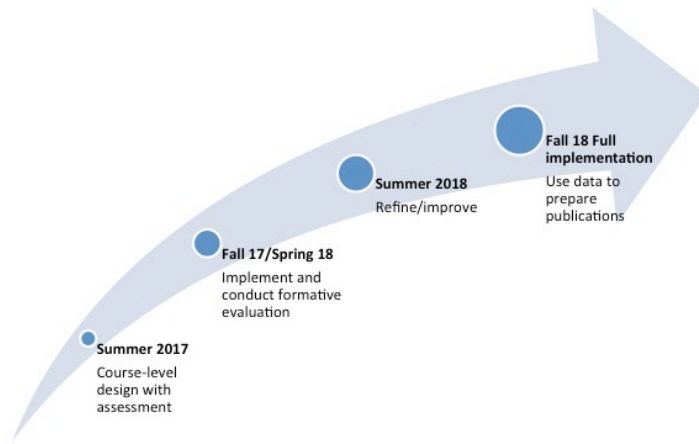 Fall 18 Full
implementation
Use data to
prepare
publications
Summer 2018
Refine/improve
Fall 17/Spring 18
Implement and
conduct formative
evaluation
Summer 2017
Course-level
design with
assessment